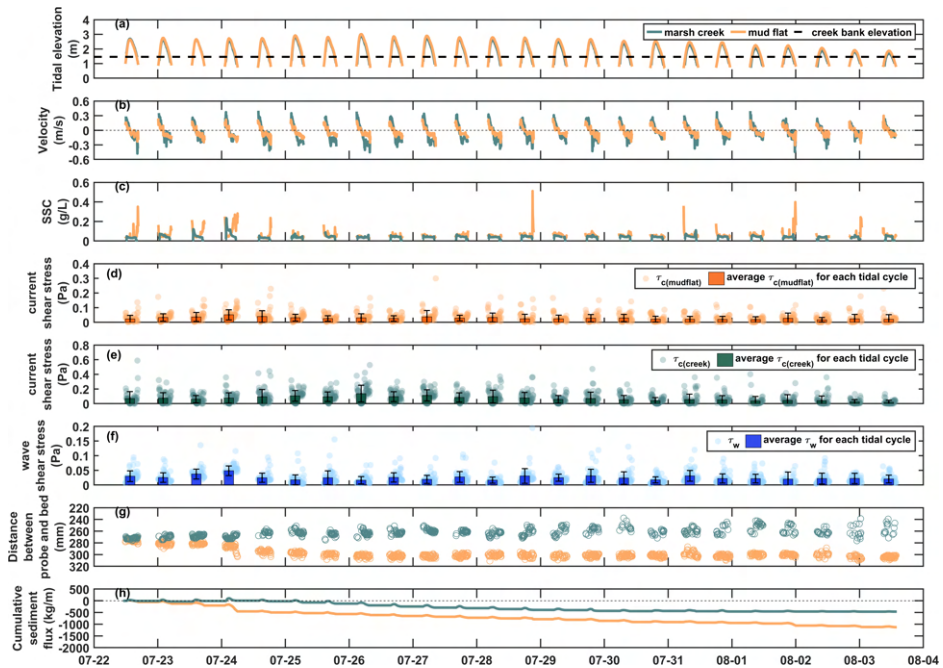 (a)
4
3
2
1
0
Tidal elevation
(m)
marsh creek
mud flat
creek bank elevation
(b)
0.6
0.3
0
-0.3
-0.6
Velocity
(m/s)
(c)
0.6
0.4
0.2
0
SSC
(g/L)
(d)
0.4
0.3
0.2
0.1
0
current
shear stress
(Pa)
τc(mudflat)
average τc(mudflat) for each tidal cycle
(e)
0.8
0.6
0.4
0.2
0
current
shear stress
(Pa)
τc(creek)
average τc(creek) for each tidal cycle
(f)
0.2
0.15
0.1
0.05
0
wave
shear stress
(Pa)
τw
average τw for each tidal cycle
(g)
220
240
260
280
300
320
Distance
between
probe and bed
(mm)
(h)
500
0
-500
-1000
-1500
-2000
Cumulative
sediment
flux (kg/m)
07-22 07-23 07-24 07-25 07-26 07-27 07-28 07-29 07-30 07-31 08-01 08-02 08-03 08-04